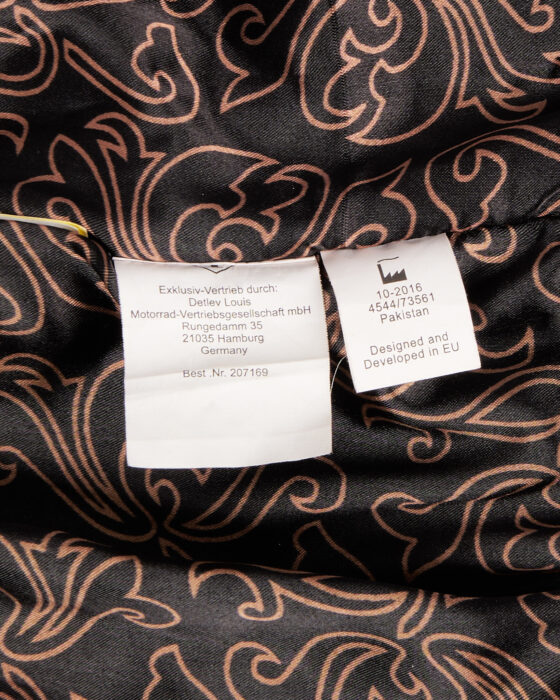 Exklusiv-Vertrieb durch:
Detlev Louis
Motorrad-Vertriebsgesellschaft mbH
Rungedamm 35
21035 Hamburg
Germany
Best .Nr. 207169
10-2016
4544/73561
Pakistan
Designed and
Developed in EU